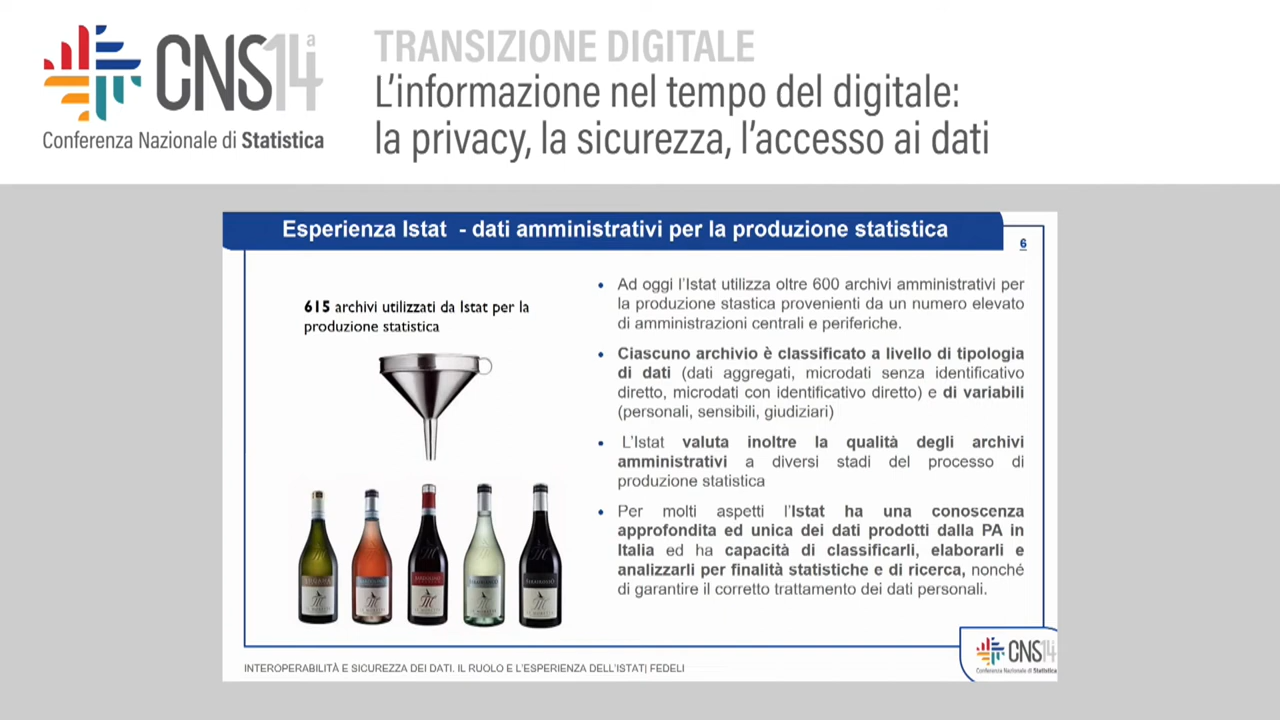 CNS14a
Conferenza Nazionale di Statistica
TRANSIZIONE DIGITALE
L'informazione nel tempo del digitale:
la privacy, la sicurezza, l'accesso ai dati
Esperienza Istat - dati amministrativi per la produzione statistica
6
615 archivi utilizzati da Istat per la
produzione statistica
• Ad oggi l'Istat utilizza oltre 600 archivi amministrativi per
la produzione stastica provenienti da un numero elevato
di amministrazioni centrali e periferiche.
• Ciascuno archivio è classificato a livello di tipologia
di dati (dati aggregati, microdati senza identificativo
diretto, microdati con identificativo diretto) e di variabili
(personali, sensibili, giudiziari)
• L'Istat valuta inoltre la qualità degli archivi
amministrativi a diversi stadi del processo di
produzione statistica
• Per molti aspetti l'Istat ha una conoscenza
approfondita ed unica dei dati prodotti dalla PA in
Italia ed ha capacità di classificarli, elaborarli e
analizzarli per finalità statistiche e di ricerca, nonché
di garantire il corretto trattamento dei dati personali.
INTEROPERABILITÀ E SICUREZZA DEI DATI. IL RUOLO E L'ESPERIENZA DELL'ISTAT| FEDELI
CNS14
Conferenza Nazionale di Statistica